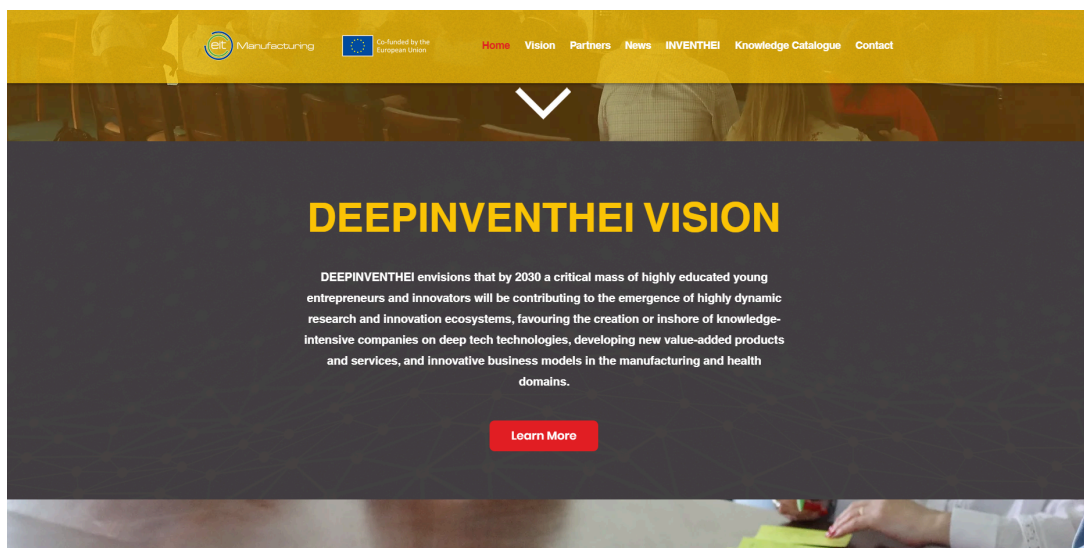 eit Manufacturing
Co-funded by the
European Union
Home Vision Partners News INVENTHEI Knowledge Catalogue Contact
DEEPINVENTHEI VISION
DEEPINVENTHEI envisions that by 2030 a critical mass of highly educated young
entrepreneurs and innovators will be contributing to the emergence of highly dynamic
research and innovation ecosystems, favouring the creation or inshore of knowledge-
intensive companies on deep tech technologies, developing new value-added products
and services, and innovative business models in the manufacturing and health
domains.
Learn More